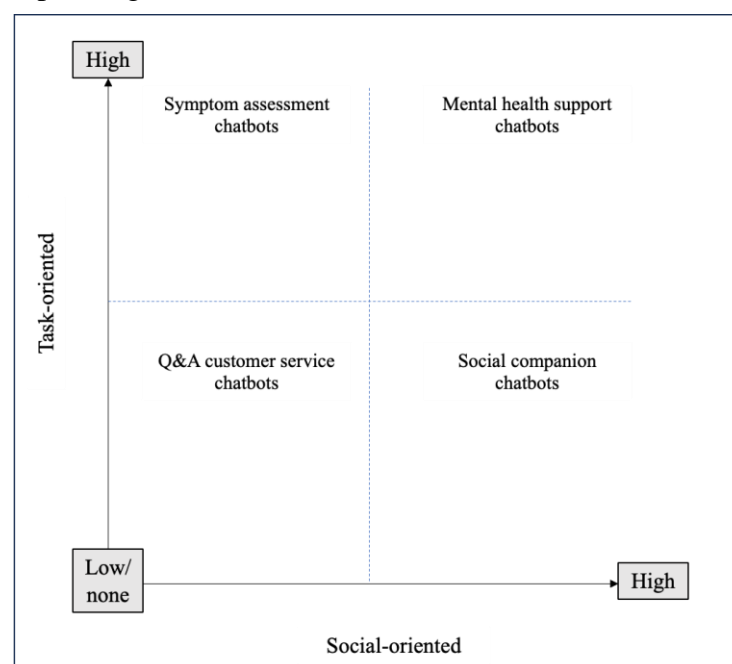 High
Symptom assessment
chatbots
Mental health support
chatbots
Task-oriented
Q&A customer service
chatbots
Social companion
chatbots
Low/
none
High
Social-oriented